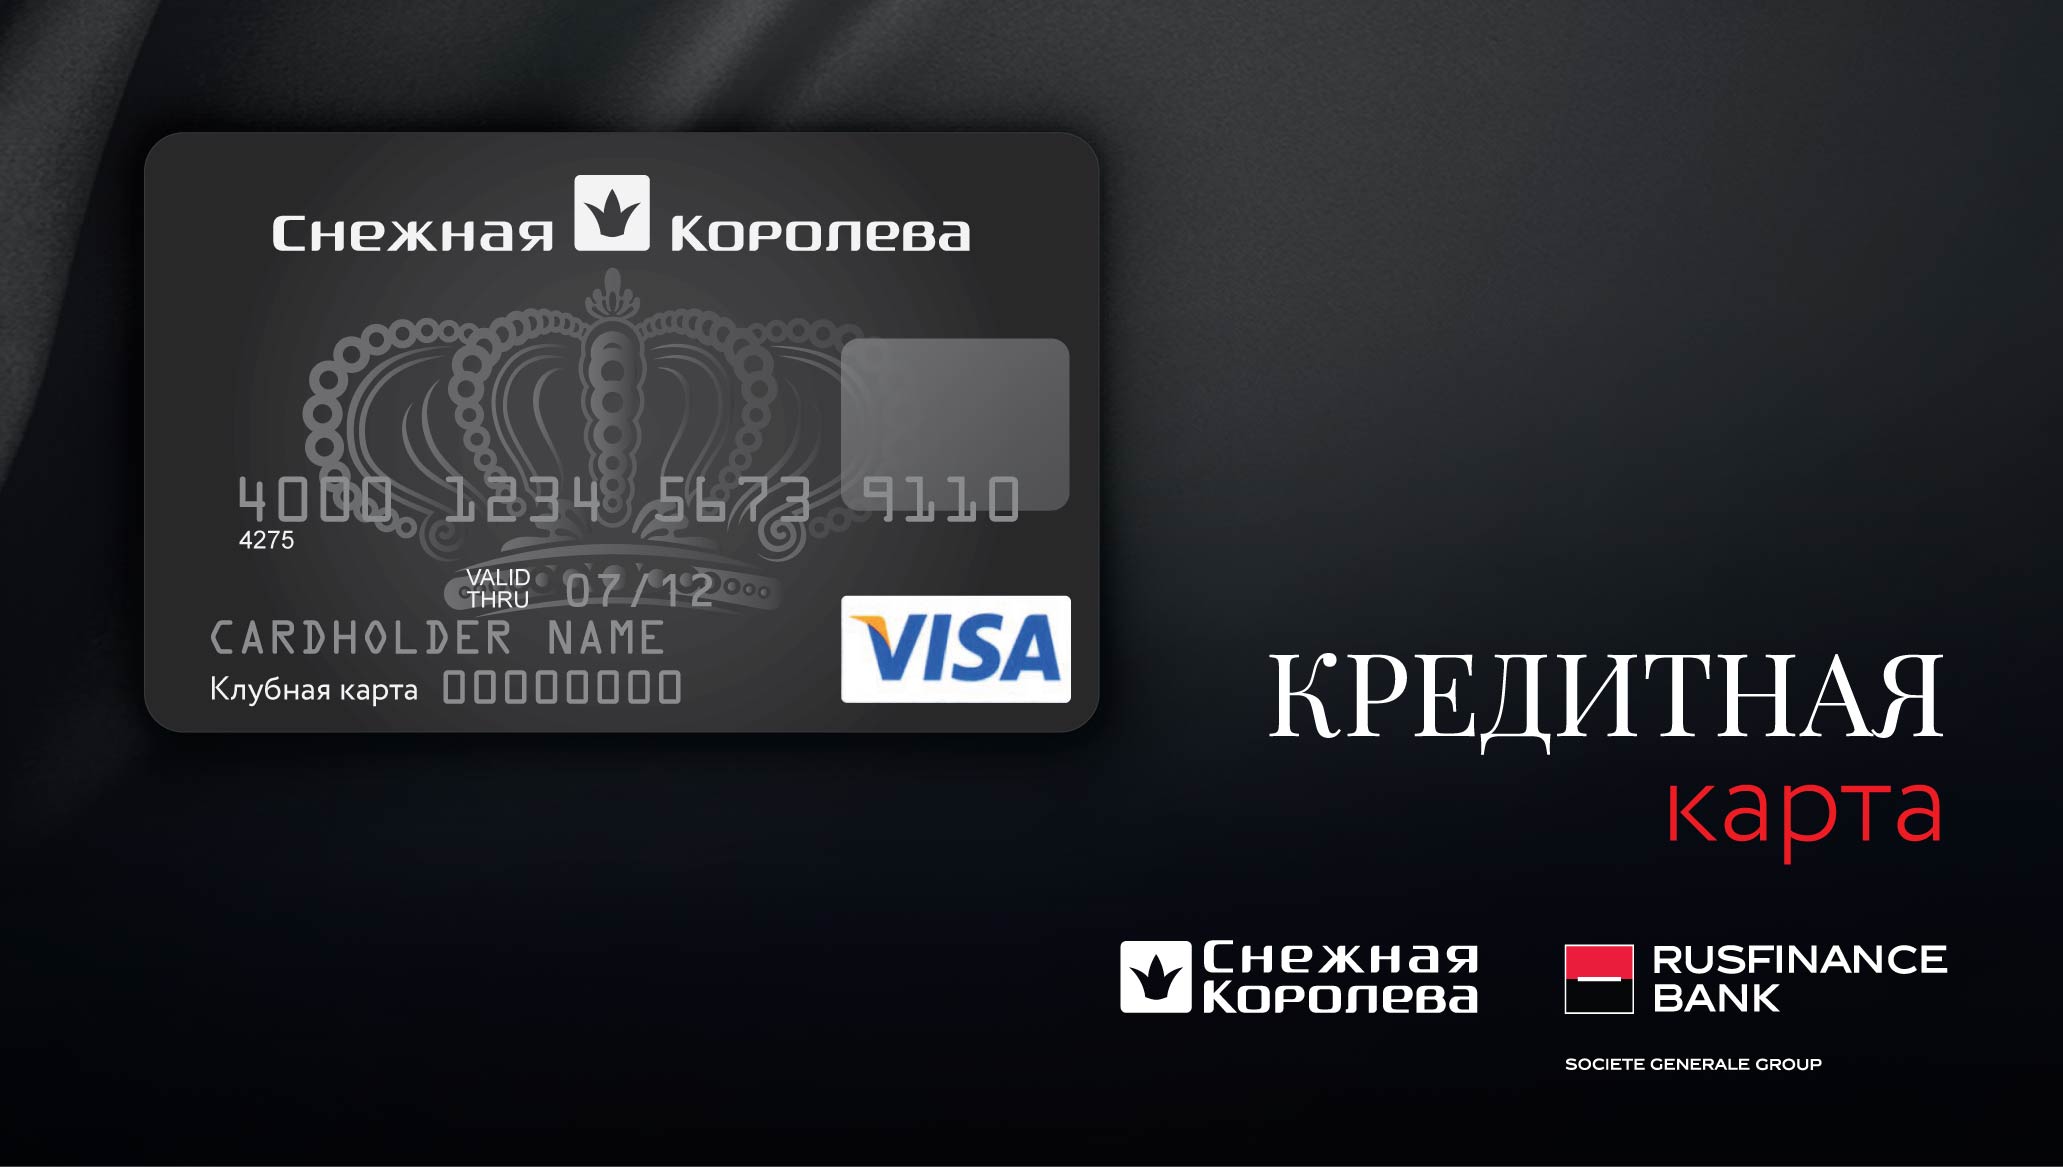 Снежная Королева
4000 1234 5673 9110
4275
VALID THRU 07/12
CARDHOLDER NAME
Клубная карта 00000000
VISA
КРЕДИТНАЯ
карта
Снежная
Королева
RUSFINANCE
BANK
SOCIETE GENERALE GROUP